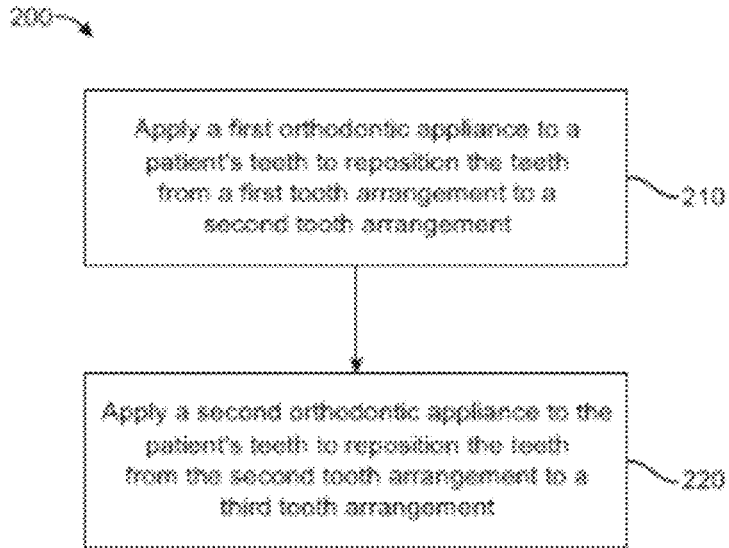 200
Apply a first orthodontic appliance to a
patient's teeth to reposition the teeth
from a first tooth arrangement to a
second tooth arrangement
210
Apply a second orthodontic appliance to the
patient's teeth to reposition the teeth
from the second tooth arrangement to a
third tooth arrangement
220